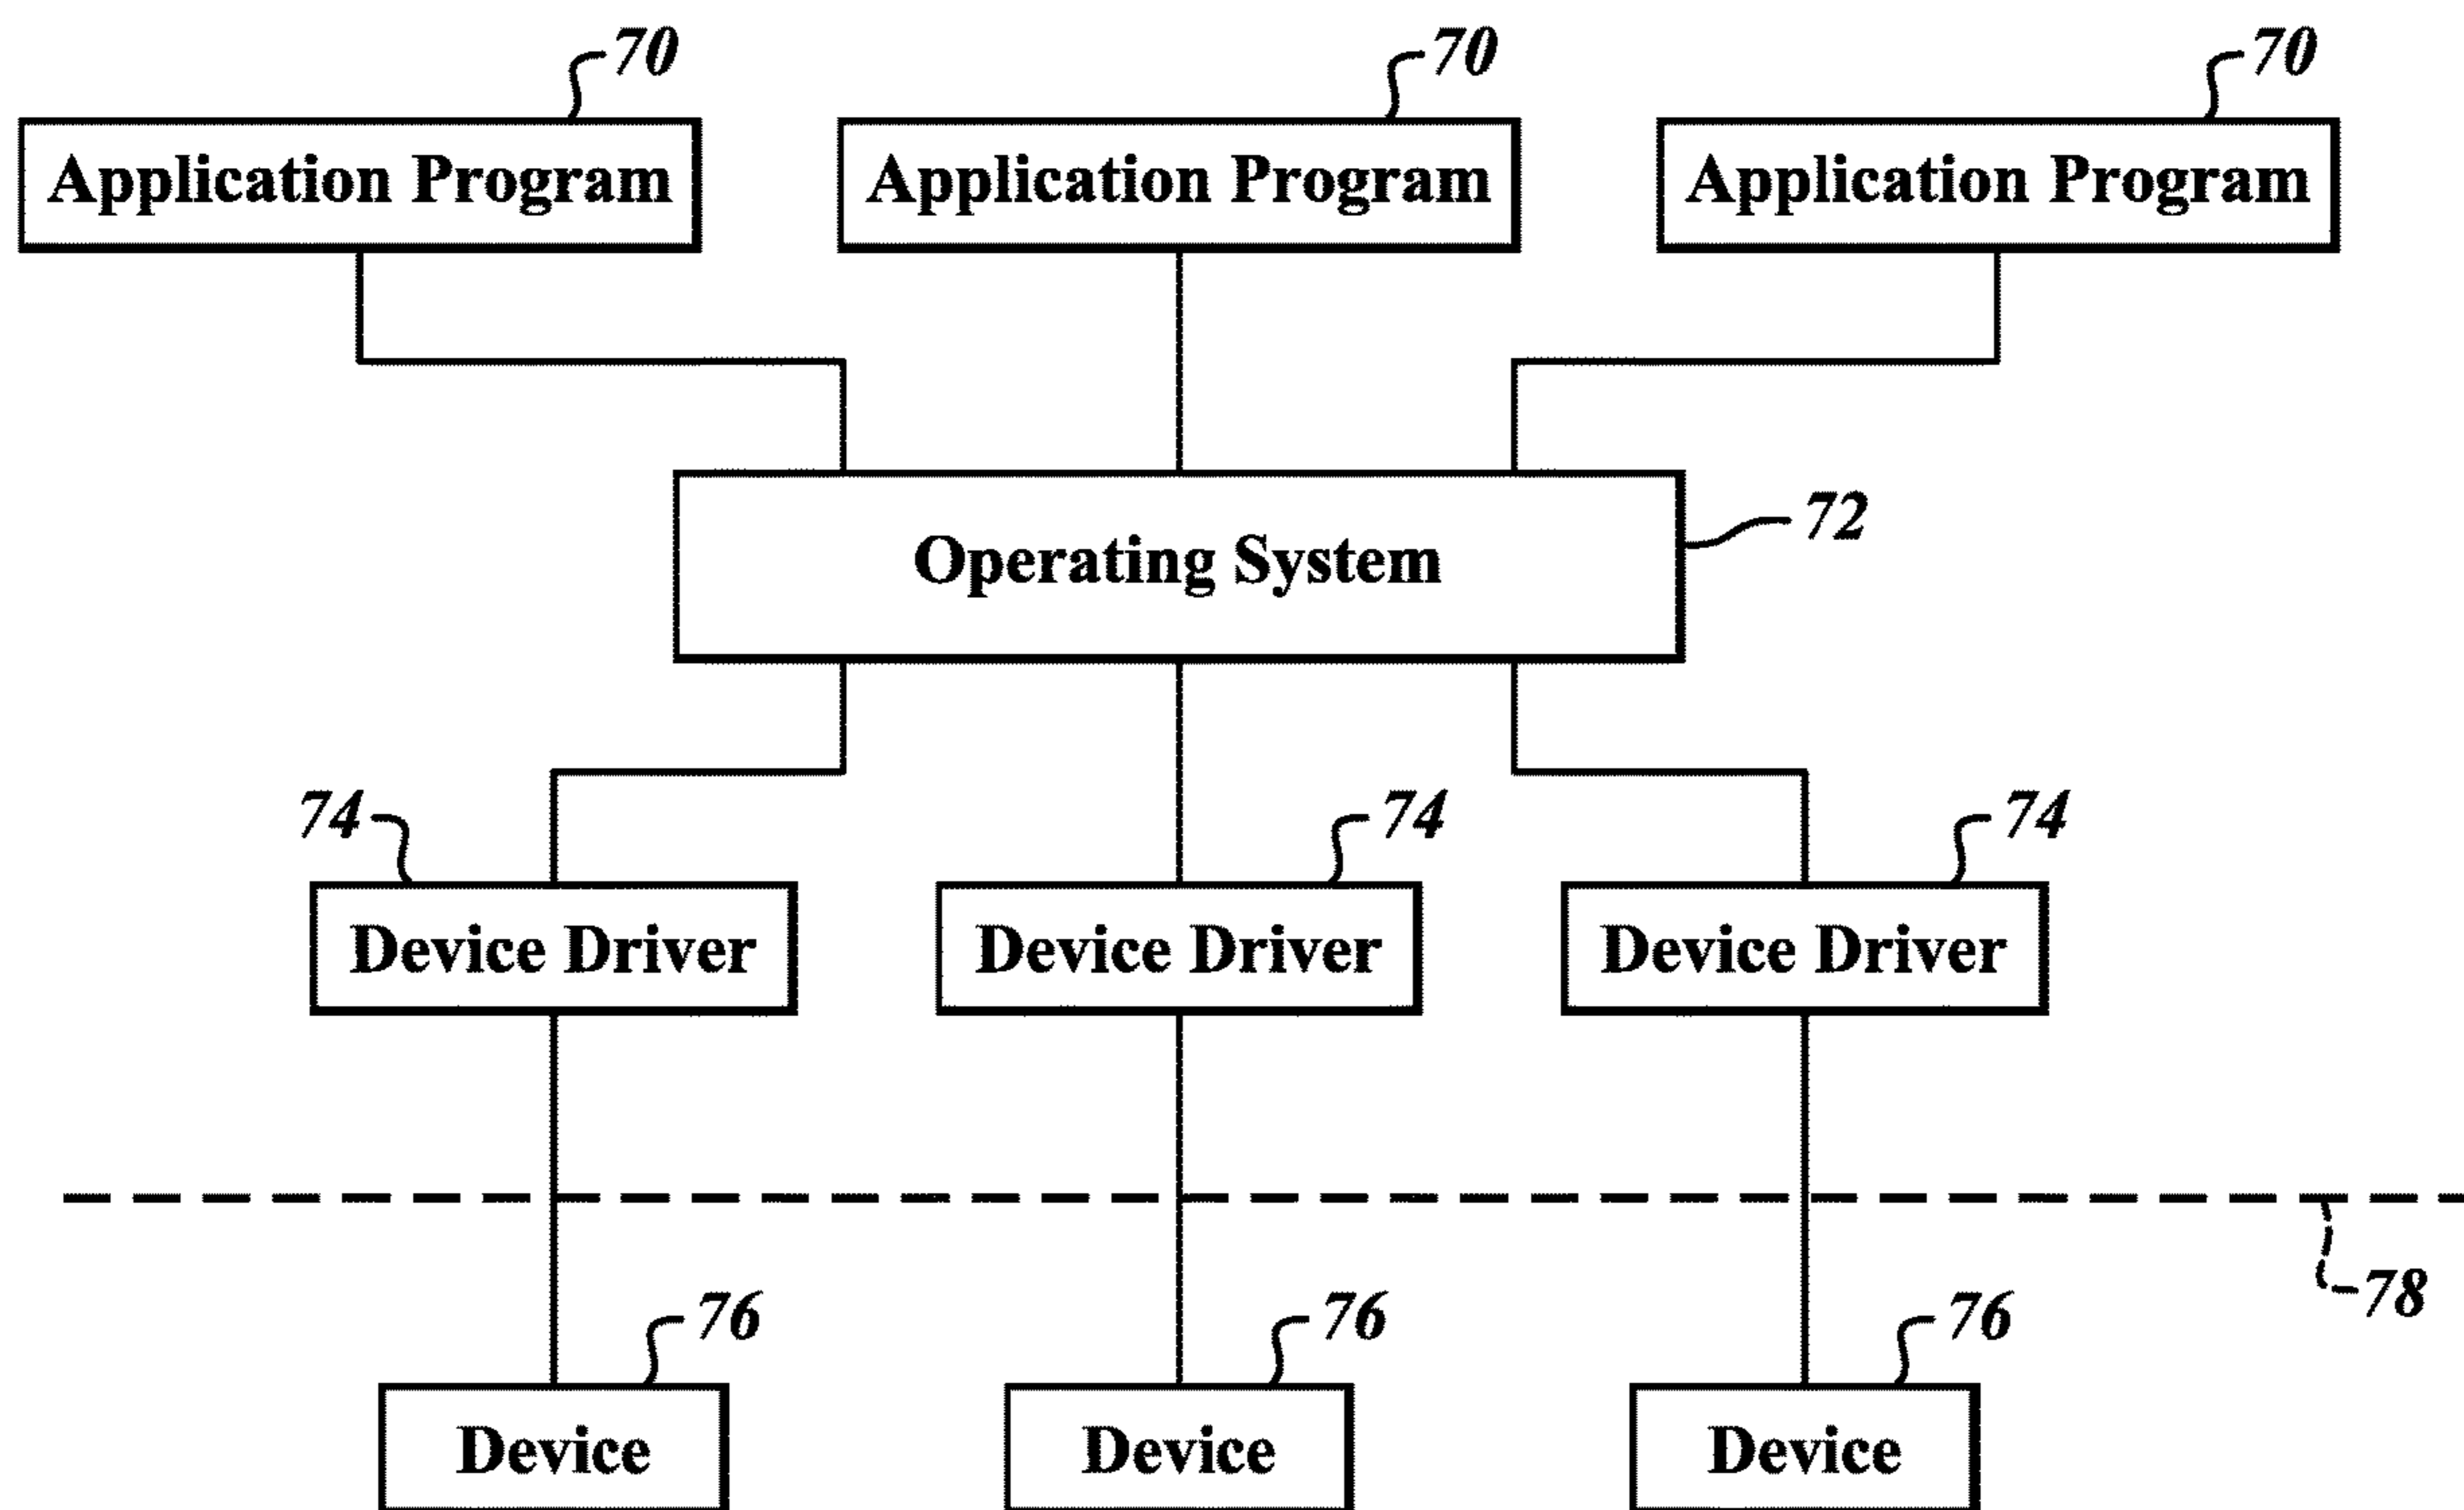 70 70 70
Application Program Application Program Application Program
72
Operating System
74 74 74
Device Driver Device Driver Device Driver
78
76 76 76
Device Device Device